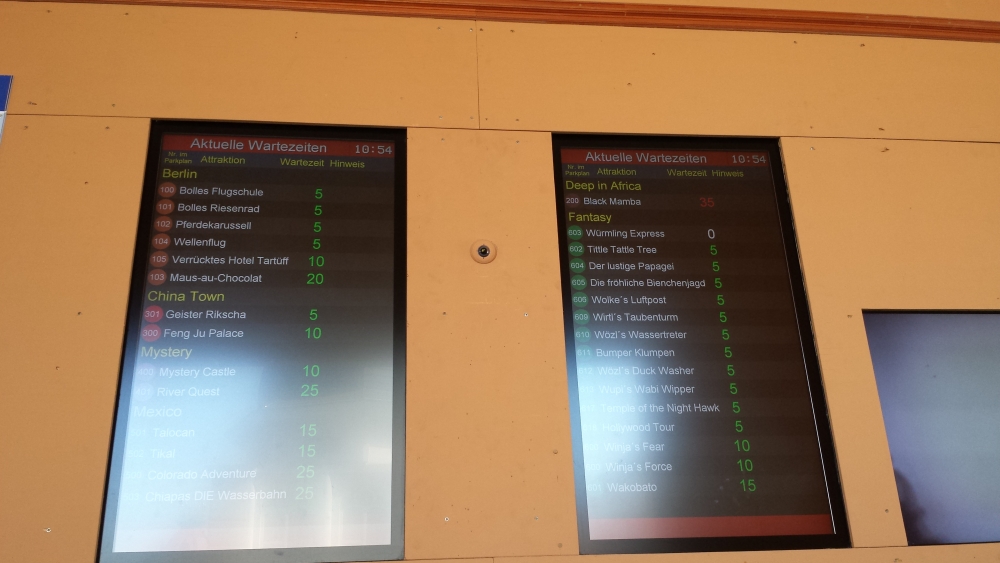 Aktuelle Wartezeiten 10:54
Nr. im Parkplan Attraktion Wartezeit Hinweis
Berlin
100 Bolles Flugschule 5
101 Bolles Riesenrad 5
102 Pferdekarussell 5
104 Wellenflug 5
105 Verrücktes Hotel Tartüff 10
103 Maus-au-Chocolat 20
China Town
301 Geister Rikscha 5
300 Feng Ju Palace 10
Mystery
Mystery Castle 10
River Quest 25
Mexico
Talocan 15
Tikal 15
Colorado Adventure 25
Chiapas DIE Wasserbahn 25
Aktuelle Wartezeiten 10:54
Nr. im Parkplan Attraktion Wartezeit Hinweis
Deep in Africa
200 Black Mamba 35
Fantasy
603 Würmling Express 0
602 Tittle Tattle Tree 5
604 Der lustige Papagei 5
605 Die fröhliche Bienchenjagd 5
608 Wolke´s Luftpost 5
609 Wirtl´s Taubenturm 5
610 Wözl´s Wassertreter 5
611 Bumper Klumpen 5
Wözl´s Duck Washer 5
Wupi´s Wabi Wipper 5
Temple of the Night Hawk 5
Hollywood Tour 5
Winja´s Fear 10
Winja´s Force 10
Wakobato 15